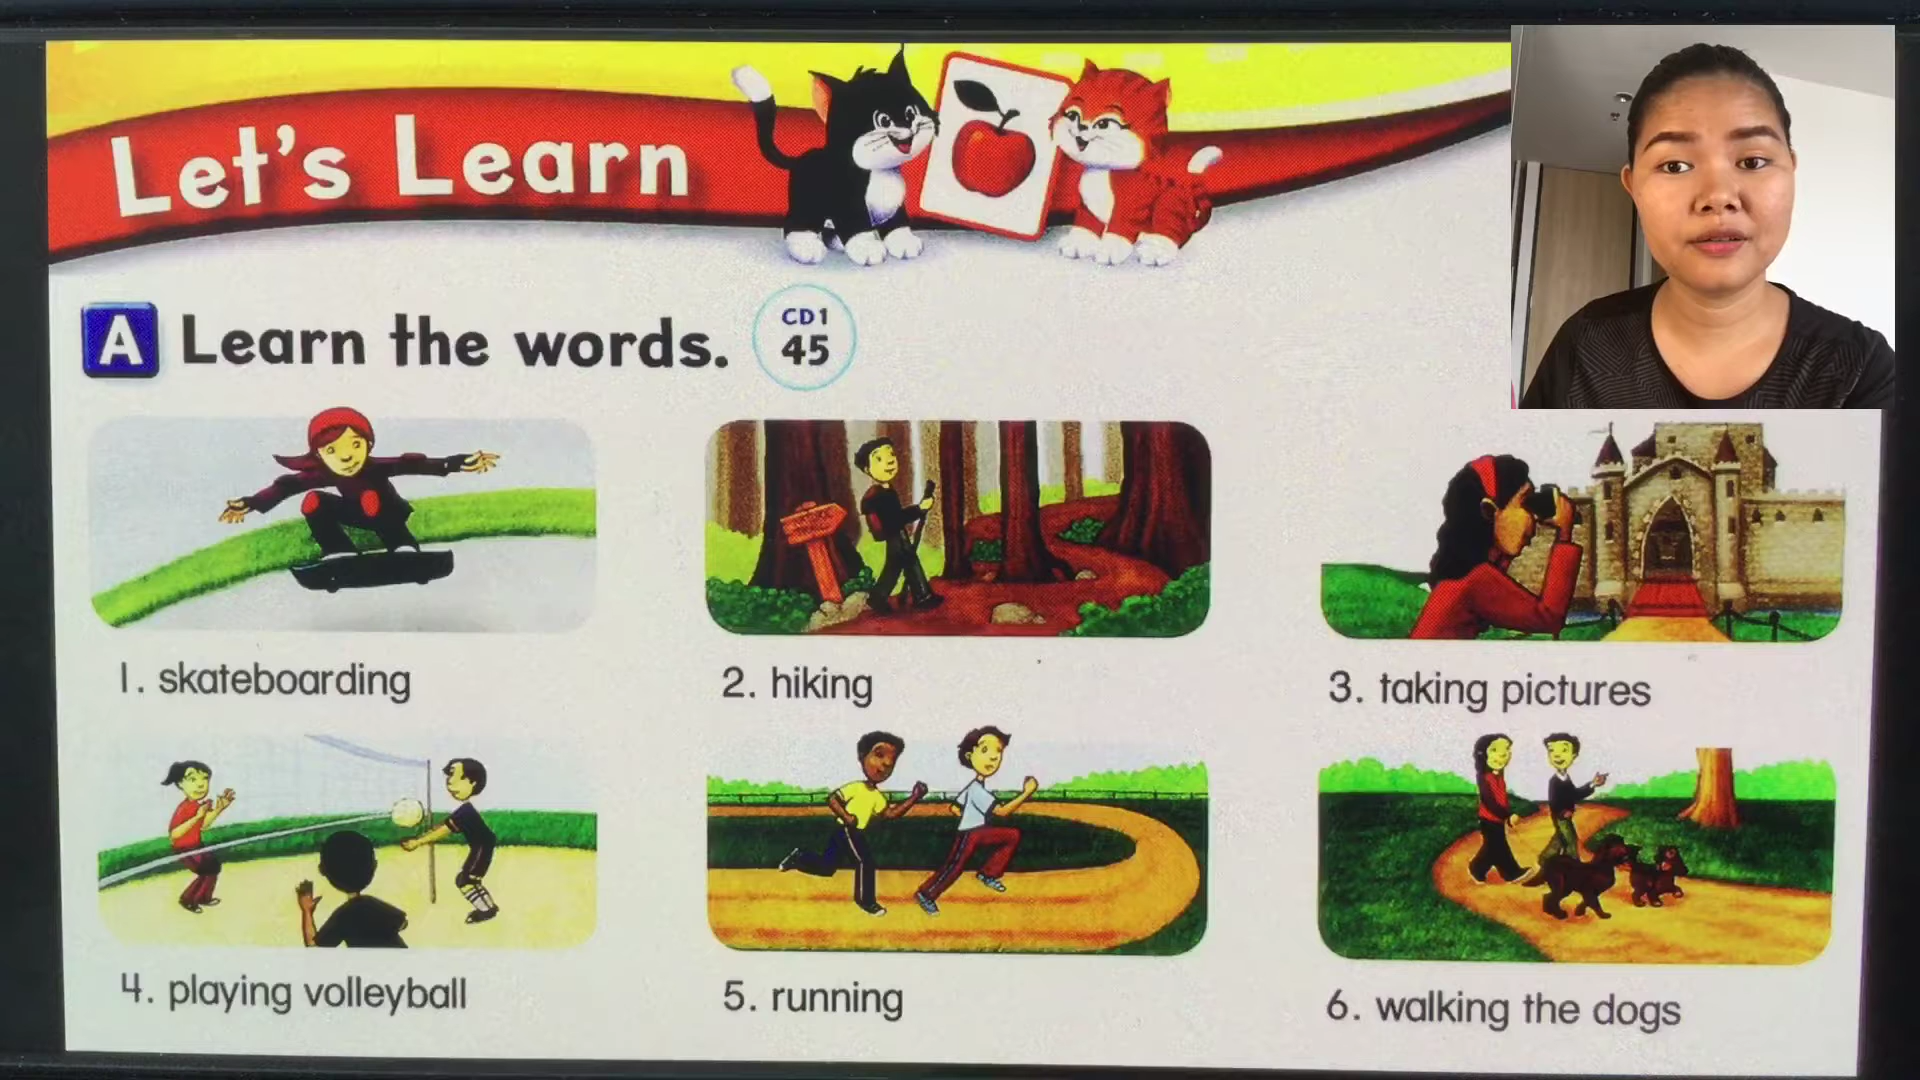 Let's Learn
A Learn the words. CD1 45
1. skateboarding
2. hiking
3. taking pictures
4. playing volleyball
5. running
6. walking the dogs